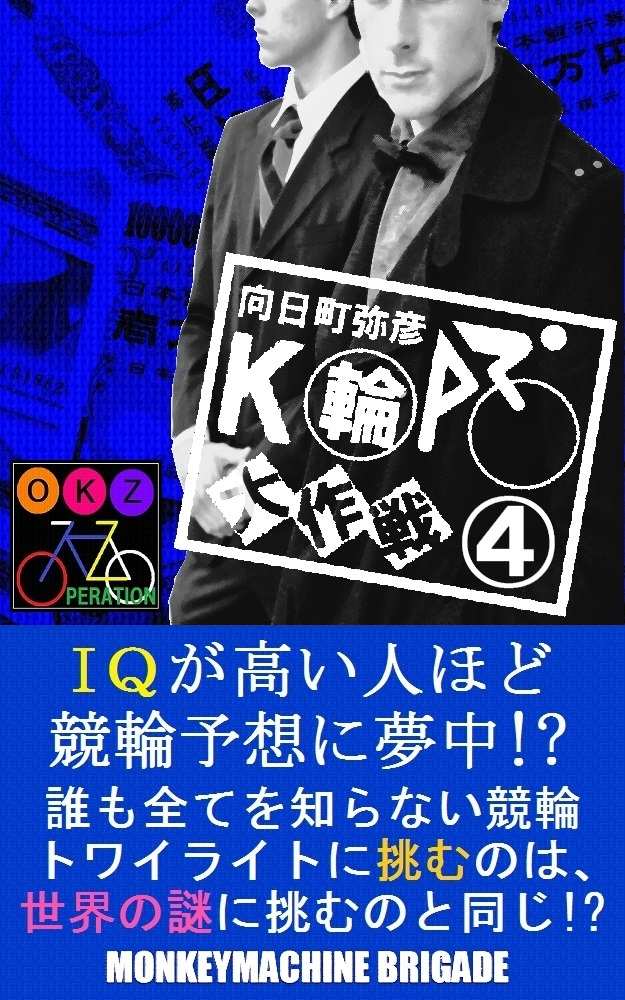 向日町弥彦
K輪
大作戦
④
OKZ
OPERATION
IQが高い人ほど
競輪予想に夢中!?
誰も全てを知らない競輪
トワイライトに挑むのは、
世界の謎に挑むのと同じ!?
MONKEYMACHINE BRIGADE